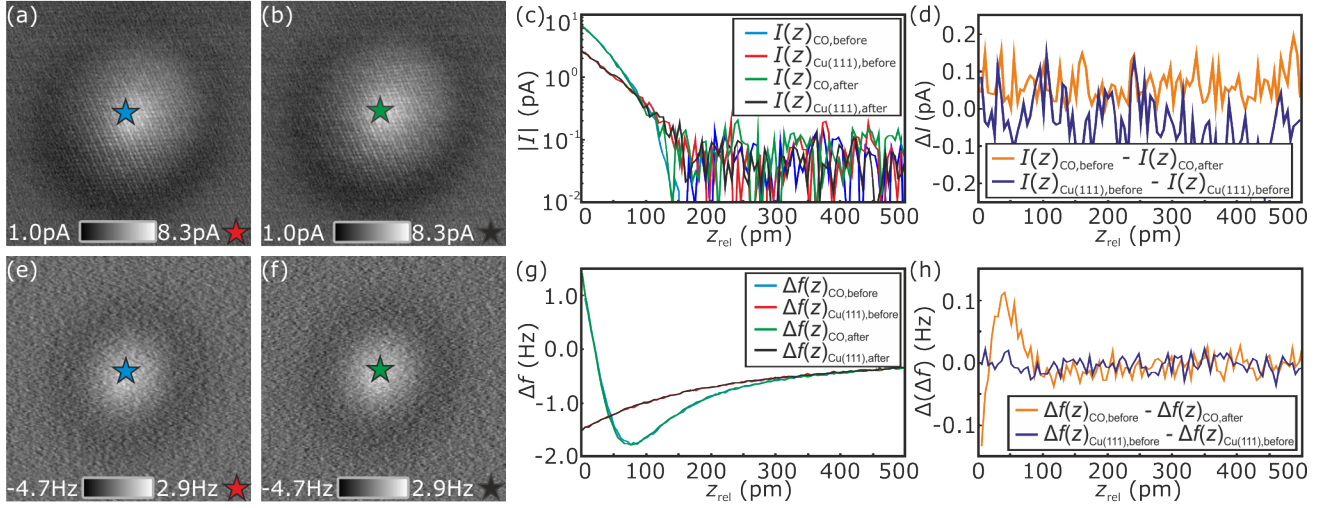 (a)
1.0pA 8.3pA
(b)
1.0pA 8.3pA
(c)
|I| (pA)
10¹
10⁰
10⁻¹
10⁻²
I(z)CO,before
I(z)Cu(111),before
I(z)CO,after
I(z)Cu(111),after
0 100 200 300 400 500
zrel (pm)
(d)
ΔI (pA)
0.2
0.1
0.0
-0.1
-0.2
I(z)CO,before - I(z)CO,after
I(z)Cu(111),before - I(z)Cu(111),before
0 100 200 300 400 500
zrel (pm)
(e)
-4.7Hz 2.9Hz
(f)
-4.7Hz 2.9Hz
(g)
Δf (Hz)
1.0
0.0
-1.0
-2.0
Δf(z)CO,before
Δf(z)Cu(111),before
Δf(z)CO,after
Δf(z)Cu(111),after
0 100 200 300 400 500
zrel (pm)
(h)
Δ(Δf) (Hz)
0.1
0.0
-0.1
Δf(z)CO,before - Δf(z)CO,after
Δf(z)Cu(111),before - Δf(z)Cu(111),before
0 100 200 300 400 500
zrel (pm)